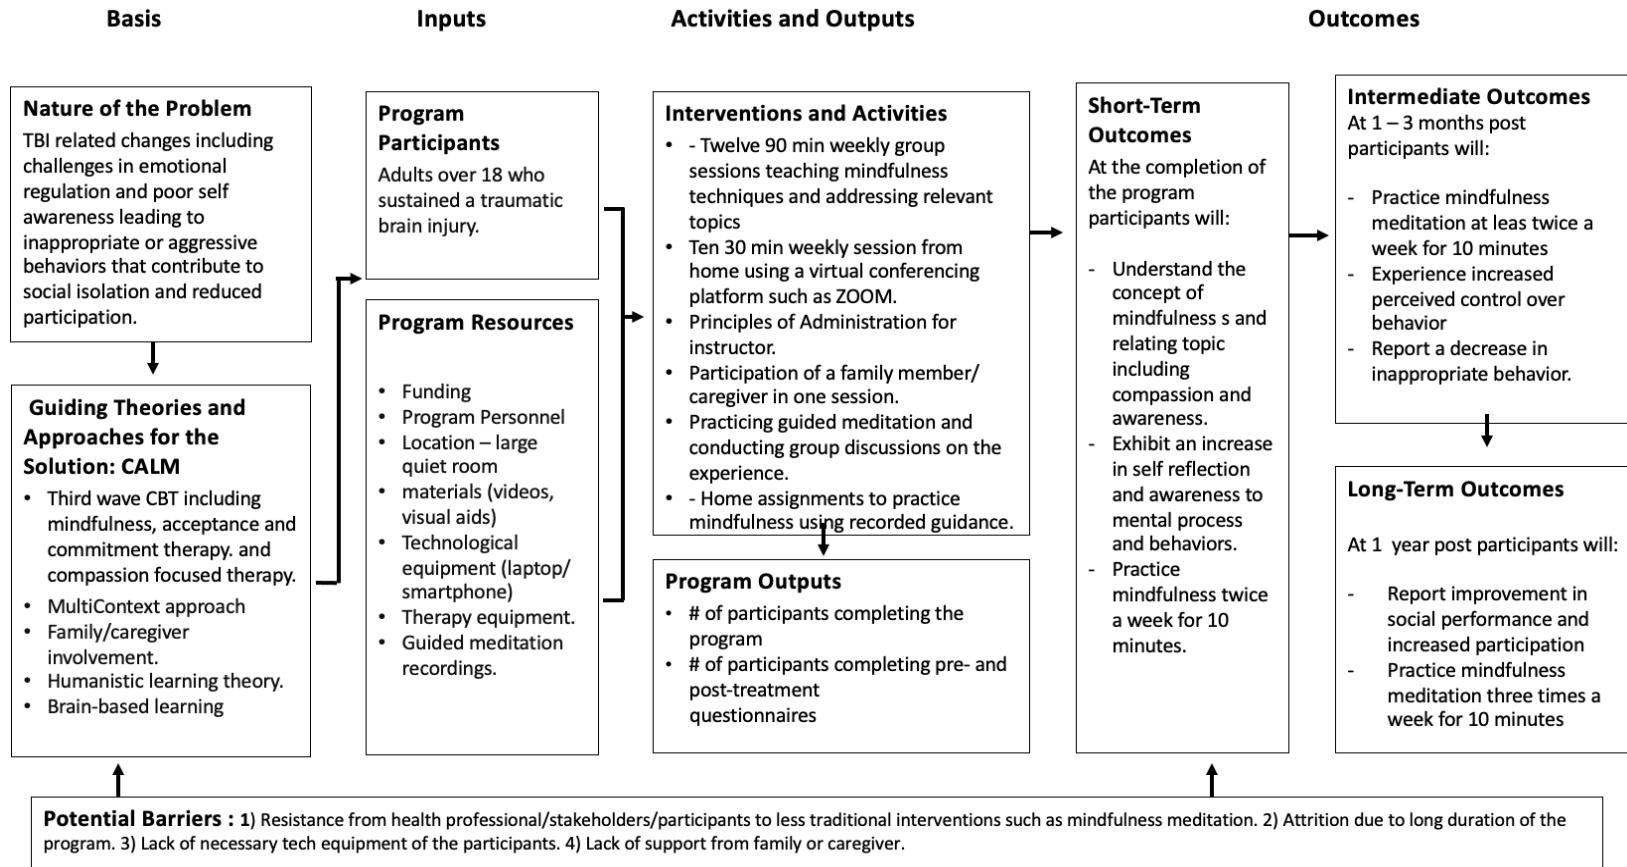 Basis
Inputs
Activities and Outputs
Outcomes
Nature of the Problem
TBI related changes including
challenges in emotional
regulation and poor self
awareness leading to
inappropriate or aggressive
behaviors that contribute to
social isolation and reduced
participation.
Guiding Theories and
Approaches for the
Solution: CALM
• Third wave CBT including
mindfulness, acceptance and
commitment therapy. and
compassion focused therapy.
• MultiContext approach
• Family/caregiver
involvement.
• Humanistic learning theory.
• Brain-based learning
Program
Participants
Adults over 18 who
sustained a traumatic
brain injury.
Program Resources
• Funding
• Program Personnel
• Location – large
quiet room
• materials (videos,
visual aids)
• Technological
equipment (laptop/
smartphone)
• Therapy equipment.
• Guided meditation
recordings.
Interventions and Activities
• - Twelve 90 min weekly group
sessions teaching mindfulness
techniques and addressing relevant
topics
• Ten 30 min weekly session from
home using a virtual conferencing
platform such as ZOOM.
• Principles of Administration for
instructor.
• Participation of a family member/
caregiver in one session.
• Practicing guided meditation and
conducting group discussions on the
experience.
• - Home assignments to practice
mindfulness using recorded guidance.
Program Outputs
• # of participants completing the
program
• # of participants completing pre- and
post-treatment
questionnaires
Short-Term
Outcomes
At the completion of
the program
participants will:
- Understand the
concept of
mindfulness s and
relating topic
including
compassion and
awareness.
- Exhibit an increase
in self reflection
and awareness to
mental process
and behaviors.
- Practice
mindfulness twice
a week for 10
minutes.
Intermediate Outcomes
At 1 – 3 months post
participants will:
- Practice mindfulness
meditation at leas twice a
week for 10 minutes
- Experience increased
perceived control over
behavior
- Report a decrease in
inappropriate behavior.
Long-Term Outcomes
At 1 year post participants will:
- Report improvement in
social performance and
increased participation
- Practice mindfulness
meditation three times a
week for 10 minutes
Potential Barriers : 1) Resistance from health professional/stakeholders/participants to less traditional interventions such as mindfulness meditation. 2) Attrition due to long duration of the
program. 3) Lack of necessary tech equipment of the participants. 4) Lack of support from family or caregiver.